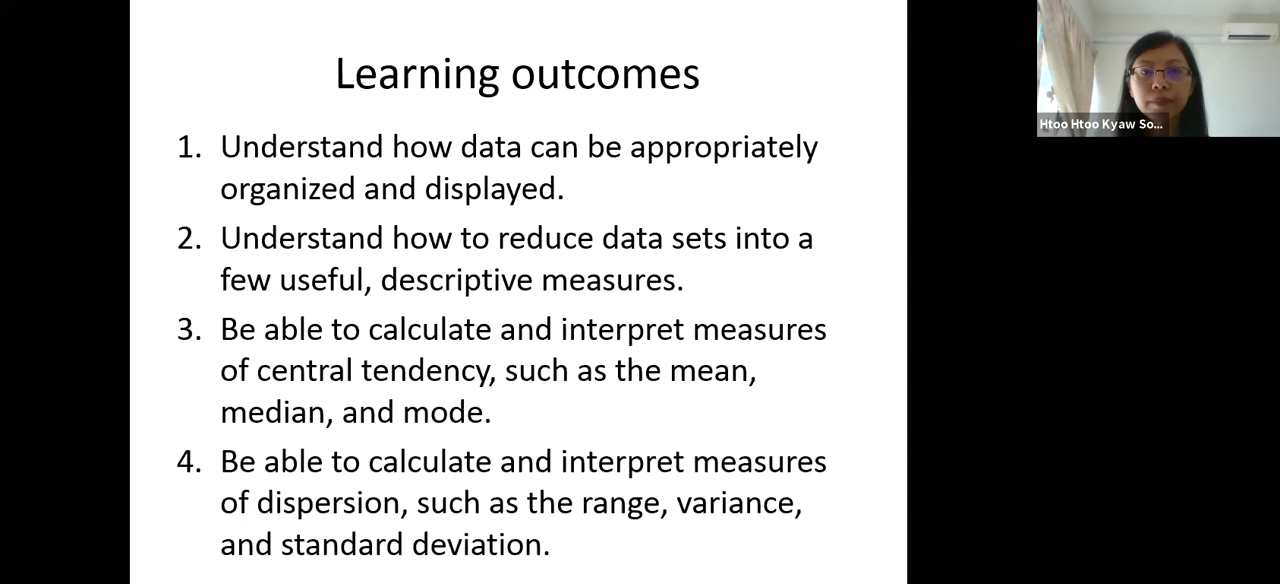 Learning outcomes
1. Understand how data can be appropriately
organized and displayed.
2. Understand how to reduce data sets into a
few useful, descriptive measures.
3. Be able to calculate and interpret measures
of central tendency, such as the mean,
median, and mode.
4. Be able to calculate and interpret measures
of dispersion, such as the range, variance,
and standard deviation.
Htoo Htoo Kyaw So...